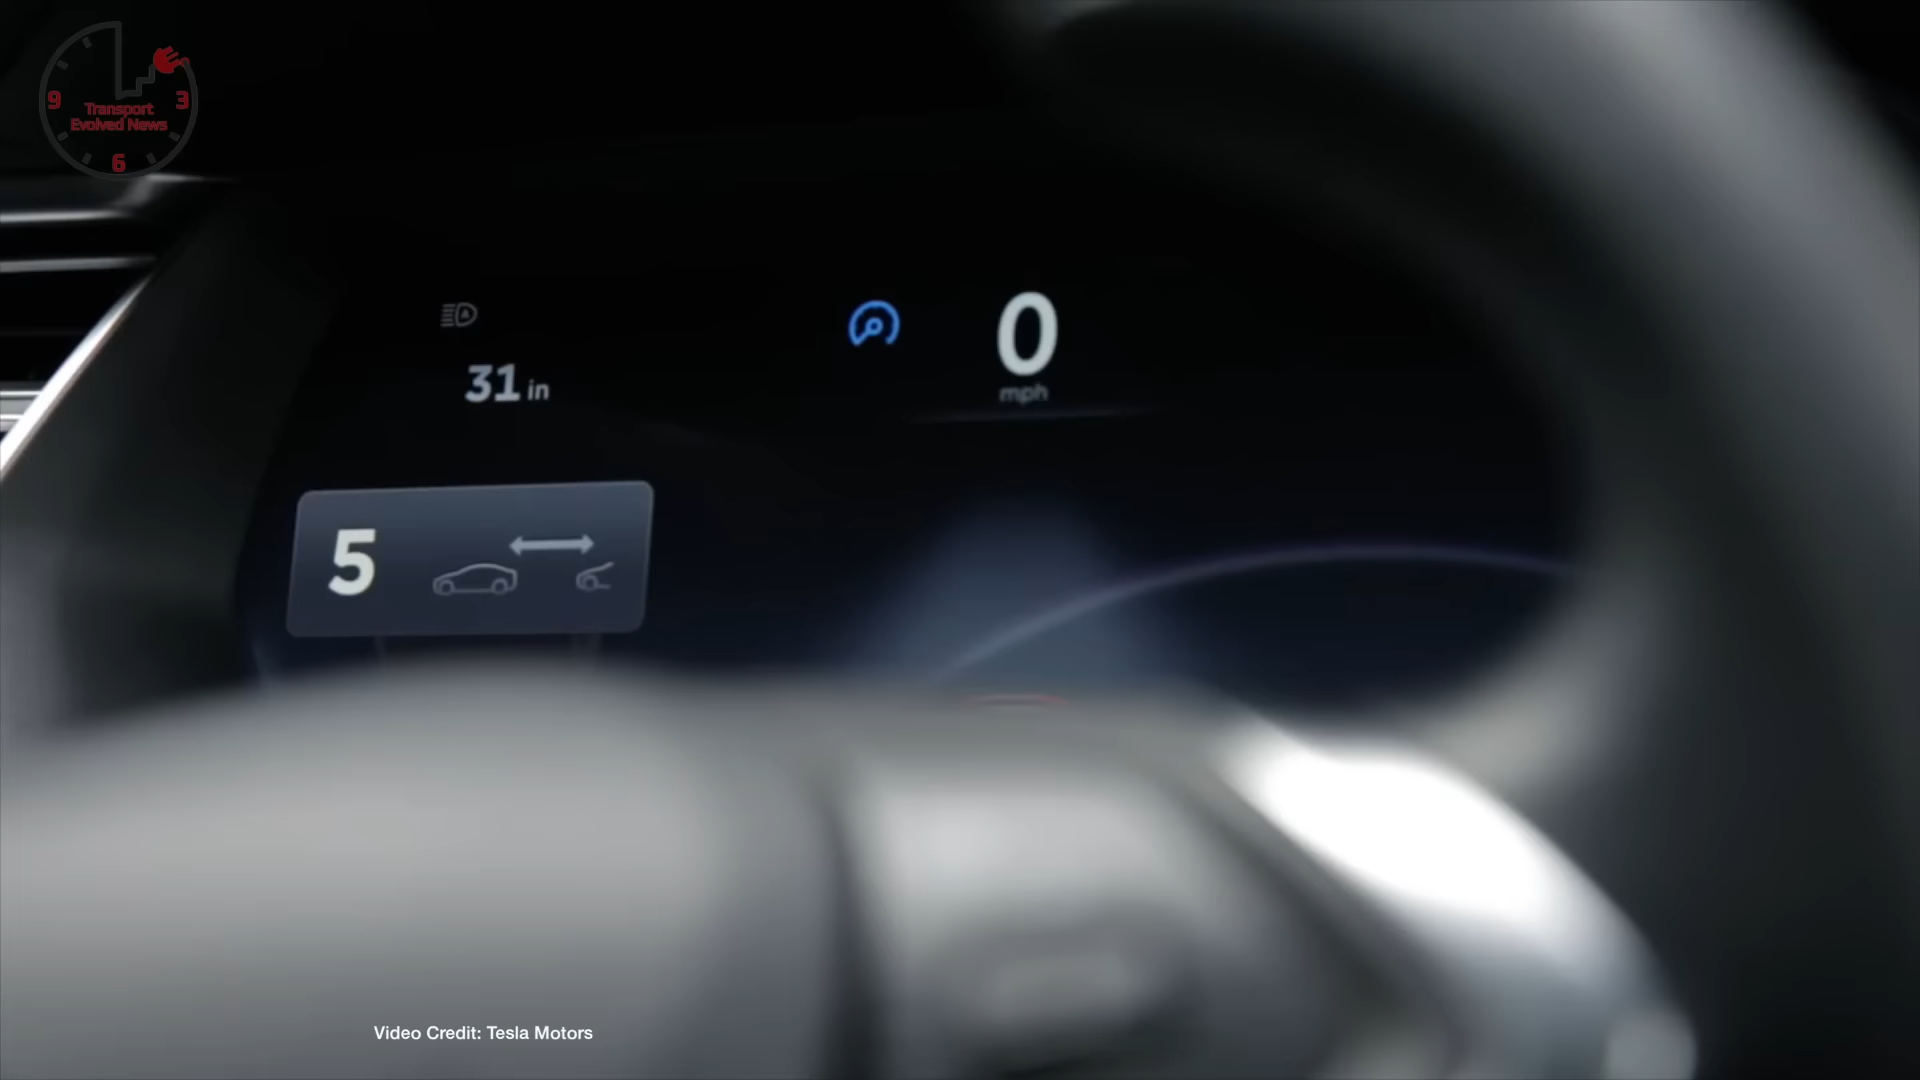 9
3
Transport
Evolved News
6
A
31 in
0
mph
5
Video Credit: Tesla Motors